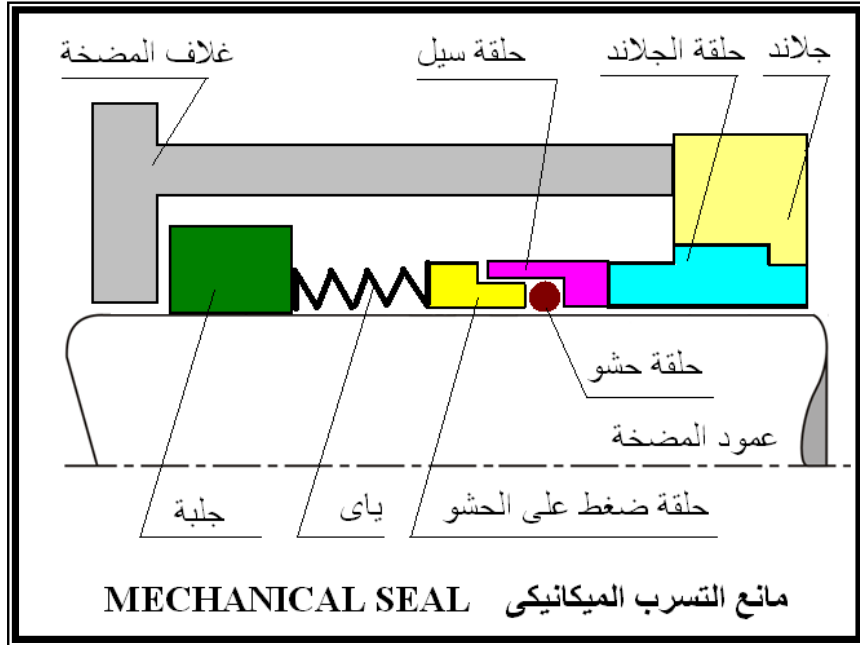 جلاند
حلقة الجلاند
حلقة سيل
غلاف المضخة
حلقة حشو
عمود المضخة
حلقة ضغط على الحشو
ياى
جلبة
مانع التسرب الميكانيكى MECHANICAL SEAL